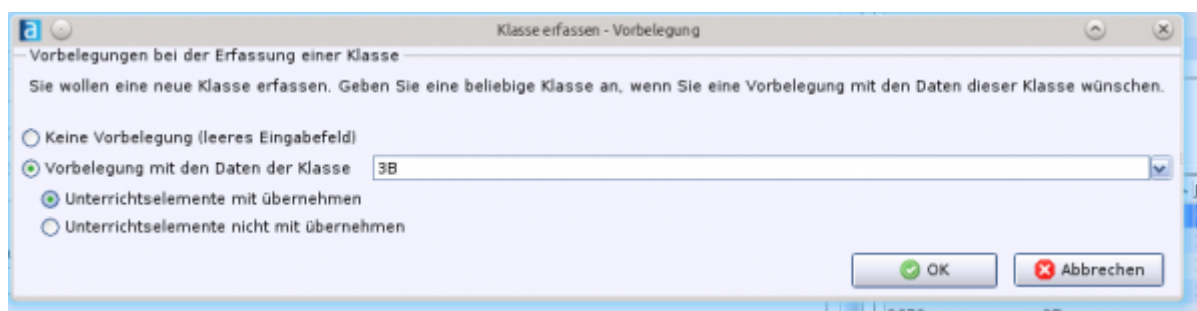 Klasse erfassen - Vorbelegung
Vorbelegungen bei der Erfassung einer Klasse
Sie wollen eine neue Klasse erfassen. Geben Sie eine beliebige Klasse an, wenn Sie eine Vorbelegung mit den Daten dieser Klasse wünschen.
Keine Vorbelegung (leeres Eingabefeld)
Vorbelegung mit den Daten der Klasse 3B
Unterrichtselemente mit übernehmen
Unterrichtselemente nicht mit übernehmen
OK Abbrechen